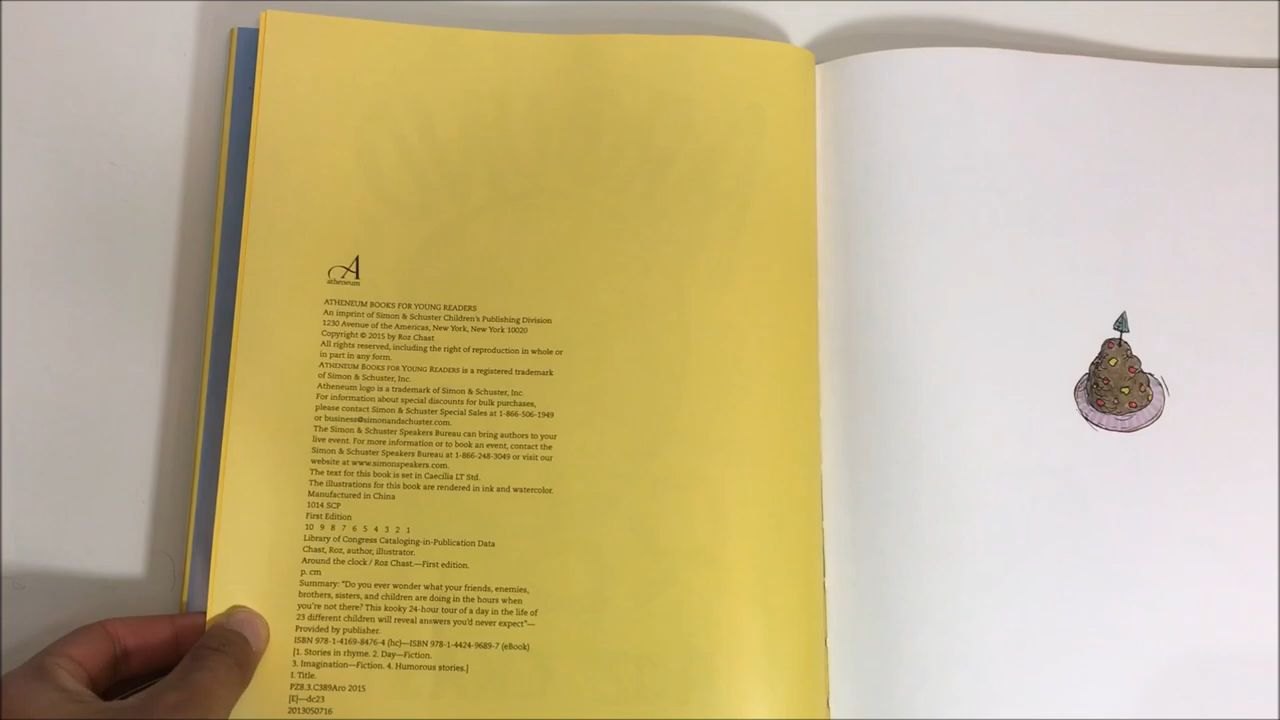 A
atheneum
ATHENEUM BOOKS FOR YOUNG READERS
An imprint of Simon & Schuster Children's Publishing Division
1230 Avenue of the Americas, New York, New York 10020
Copyright © 2015 by Roz Chast
All rights reserved, including the right of reproduction in whole or
in part in any form.
ATHENEUM BOOKS FOR YOUNG READERS is a registered trademark
of Simon & Schuster, Inc.
Atheneum logo is a trademark of Simon & Schuster, Inc.
For information about special discounts for bulk purchases,
please contact Simon & Schuster Special Sales at 1-866-506-1949
or business@simonandschuster.com.
The Simon & Schuster Speakers Bureau can bring authors to your
live event. For more information or to book an event, contact the
Simon & Schuster Speakers Bureau at 1-866-248-3049 or visit our
website at www.simonspeakers.com.
The text for this book is set in Caecilia LT Std.
The illustrations for this book are rendered in ink and watercolor.
Manufactured in China
1014 SCP
First Edition
10 9 8 7 6 5 4 3 2 1
Library of Congress Cataloging-in-Publication Data
Chast, Roz, author, illustrator.
Around the clock / Roz Chast.—First edition.
p. cm
Summary: "Do you ever wonder what your friends, enemies,
brothers, sisters, and children are doing in the hours when
you're not there? This kooky 24-hour tour of a day in the life of
23 different children will reveal answers you'd never expect"—
Provided by publisher.
ISBN 978-1-4169-8476-4 (hc)—ISBN 978-1-4424-9689-7 (eBook)
[1. Stories in rhyme. 2. Day—Fiction.
3. Imagination—Fiction. 4. Humorous stories.]
I. Title.
PZ8.3.C389Aro 2015
[E]—dc23
2013050716